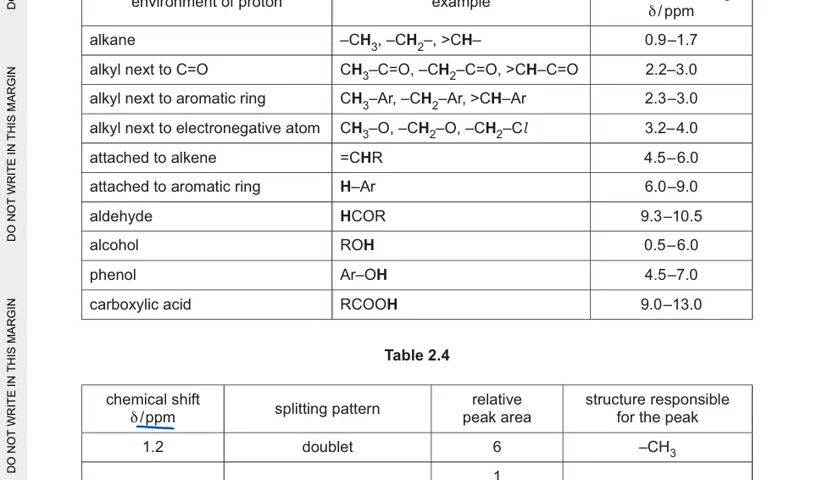 environment of proton example
δ/ppm
alkane –CH₃, –CH₂–, >CH– 0.9–1.7
alkyl next to C=O CH₃–C=O, –CH₂–C=O, >CH–C=O 2.2–3.0
alkyl next to aromatic ring CH₃–Ar, –CH₂–Ar, >CH–Ar 2.3–3.0
alkyl next to electronegative atom CH₃–O, –CH₂–O, –CH₂–Cl 3.2–4.0
attached to alkene =CHR 4.5–6.0
attached to aromatic ring H–Ar 6.0–9.0
aldehyde HCOR 9.3–10.5
alcohol ROH 0.5–6.0
phenol Ar–OH 4.5–7.0
carboxylic acid RCOOH 9.0–13.0
Table 2.4
chemical shift
δ/ppm
splitting pattern
relative
peak area
structure responsible
for the peak
1.2 doublet 6 –CH₃
1
DO NOT WRITE IN THIS MARGIN
DO NOT WRITE IN THIS MARGIN